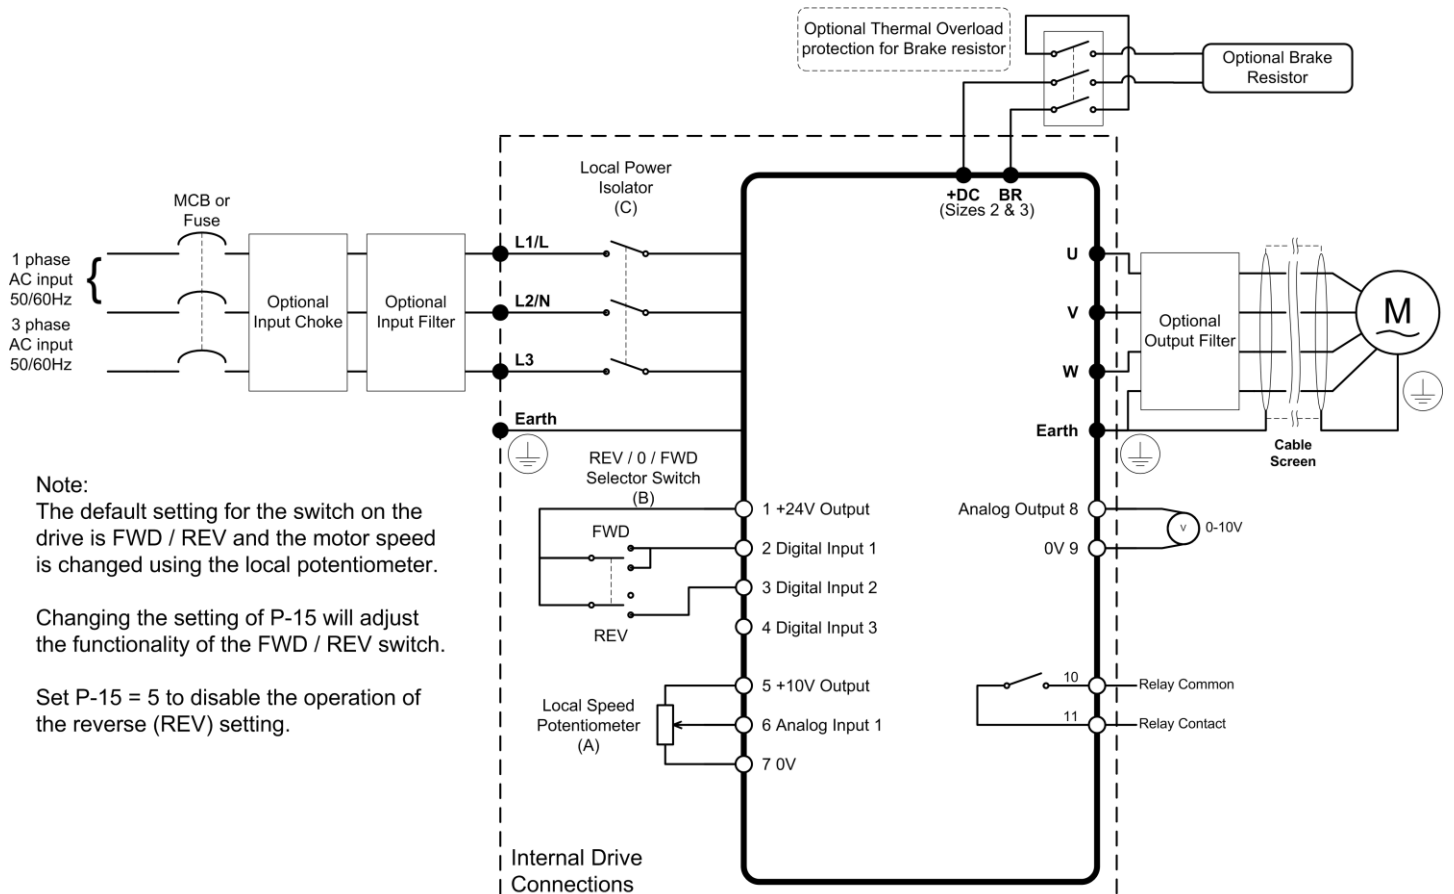 Optional Thermal Overload
protection for Brake resistor
Optional Brake
Resistor
Local Power
Isolator
(C)
+DC BR
(Sizes 2 & 3)
MCB or
Fuse
1 phase
AC input
50/60Hz
{
3 phase
AC input
50/60Hz
Optional
Input Choke
Optional
Input Filter
L1/L
L2/N
L3
Earth
U
V
W
Earth
Optional
Output Filter
M
Cable
Screen
Note:
The default setting for the switch on the
drive is FWD / REV and the motor speed
is changed using the local potentiometer.
Changing the setting of P-15 will adjust
the functionality of the FWD / REV switch.
Set P-15 = 5 to disable the operation of
the reverse (REV) setting.
REV / 0 / FWD
Selector Switch
(B)
FWD
REV
Local Speed
Potentiometer
(A)
1 +24V Output
2 Digital Input 1
3 Digital Input 2
4 Digital Input 3
5 +10V Output
6 Analog Input 1
7 0V
Analog Output 8
0V 9
V
0-10V
10
Relay Common
11
Relay Contact
Internal Drive
Connections